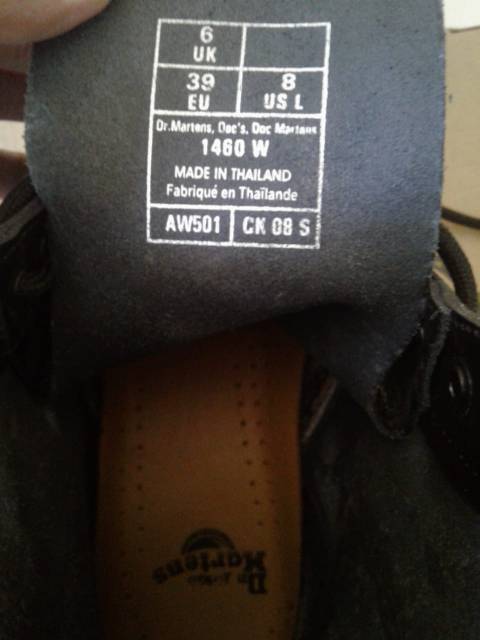 6
UK
39 8
EU US L
Dr.Martens, Doc's, Doc Martens
1460 W
MADE IN THAILAND
Fabriqué en Thaïlande
AW501 CK 08 S
Dr. Martens